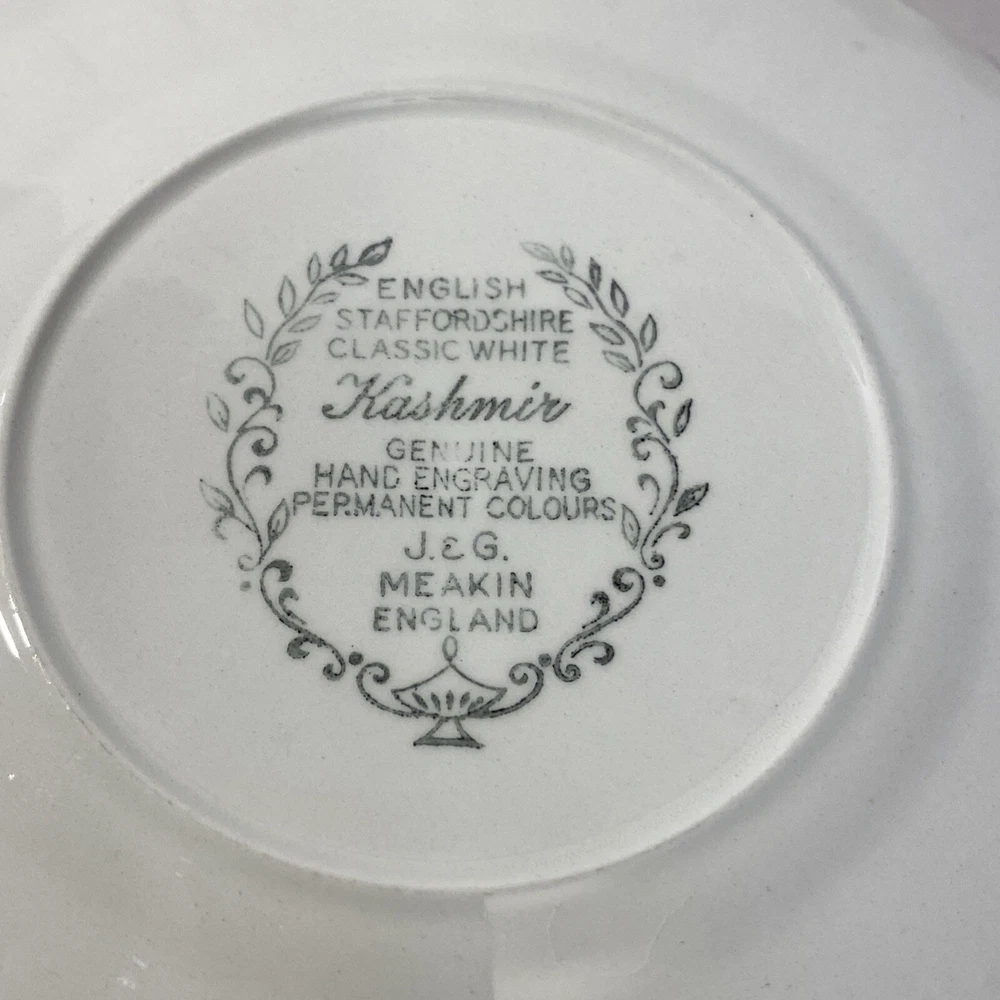 ENGLISH
STAFFORDSHIRE
CLASSIC WHITE
Kashmir
GENUINE
HAND ENGRAVING
PERMANENT COLOURS
J. & G.
MEAKIN
ENGLAND